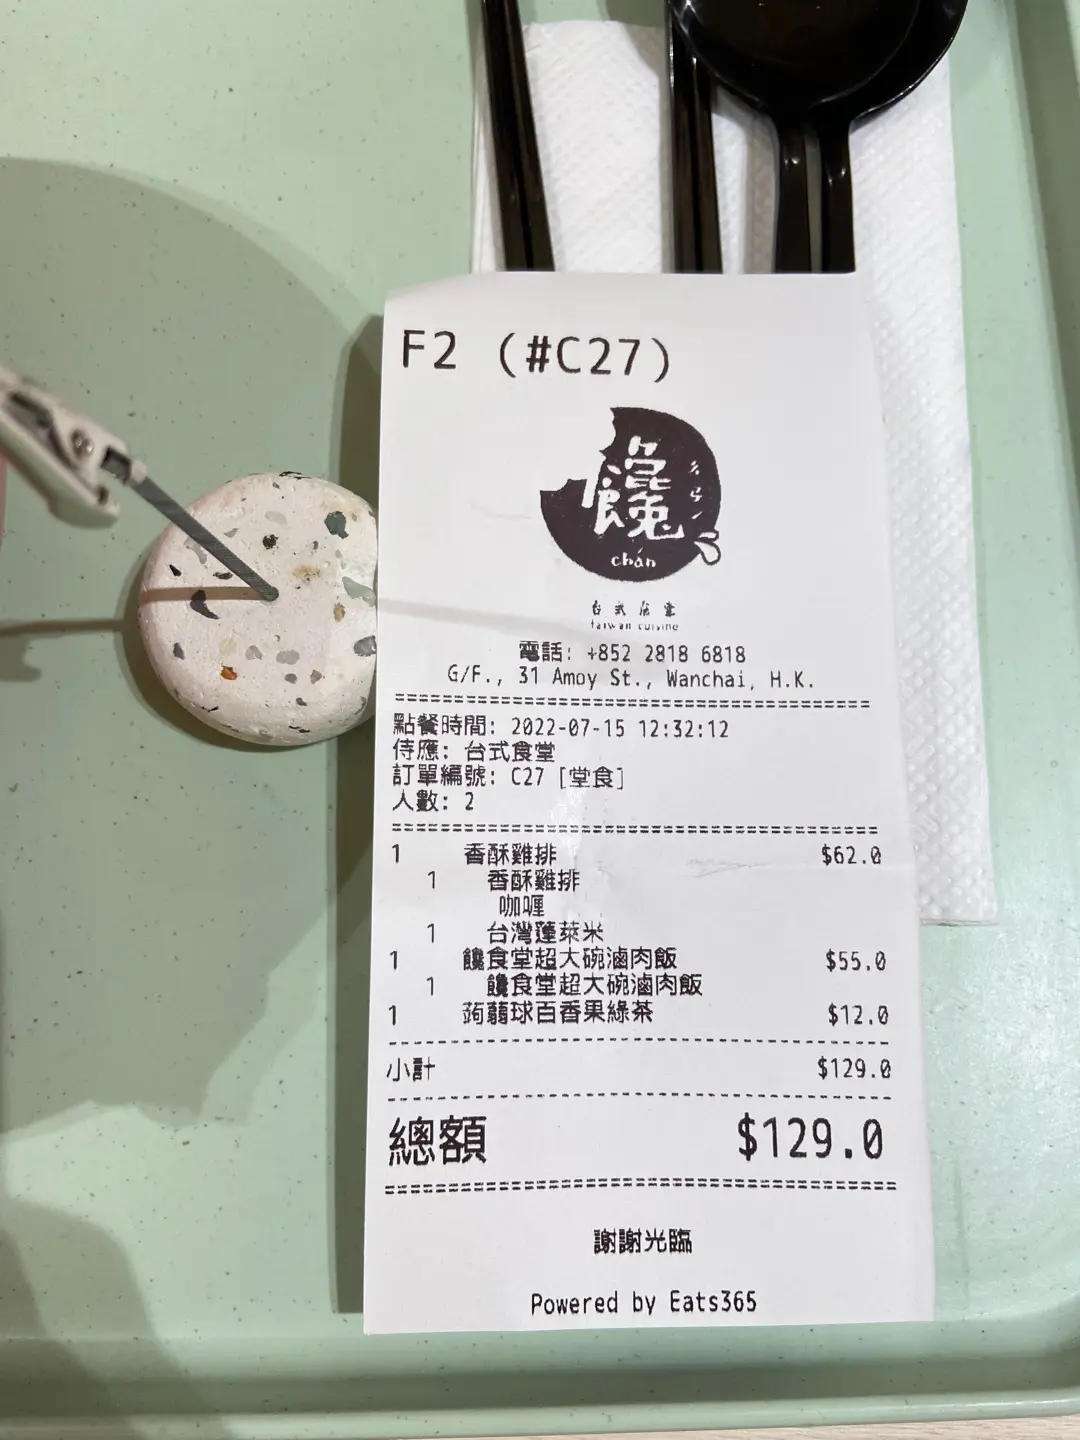 F2 (#C27)
饞
ㄔㄢˊ
chán
台式食堂
taiwan cuisine
電話: +852 2818 6818
G/F., 31 Amoy St., Wanchai, H.K.
點餐時間: 2022-07-15 12:32:12
侍應: 台式食堂
訂單編號: C27 [堂食]
人數: 2
1 香酥雞排 $62.0
1 香酥雞排
咖喱
1 台灣蓬萊米
1 饞食堂超大碗滷肉飯 $55.0
1 饞食堂超大碗滷肉飯
1 蒟蒻球百香果綠茶 $12.0
小計 $129.0
總額 $129.0
謝謝光臨
Powered by Eats365